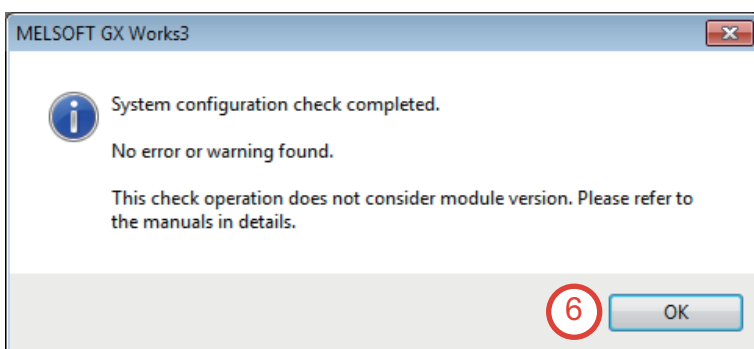 MELSOFT GX Works3
System configuration check completed.
No error or warning found.
This check operation does not consider module version. Please refer to
the manuals in details.
6
OK